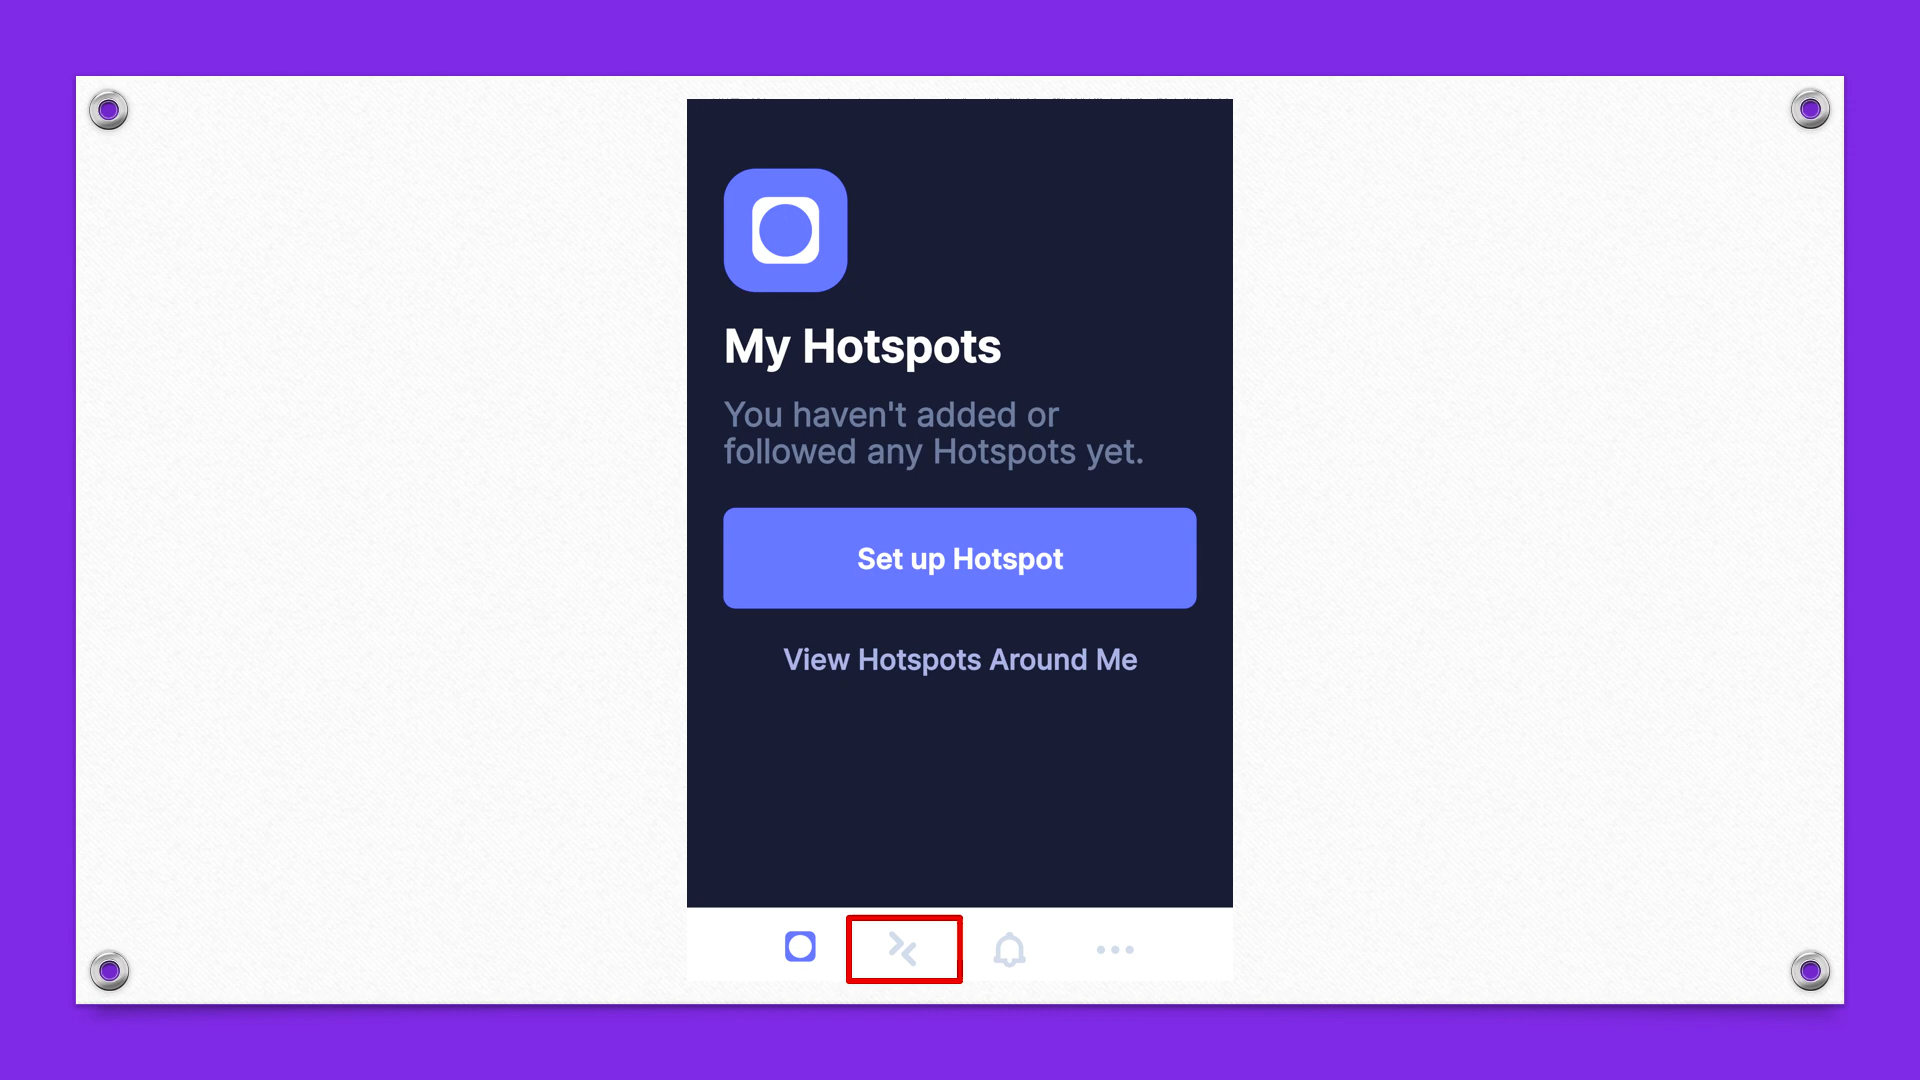 My Hotspots
You haven't added or
followed any Hotspots yet.
Set up Hotspot
View Hotspots Around Me